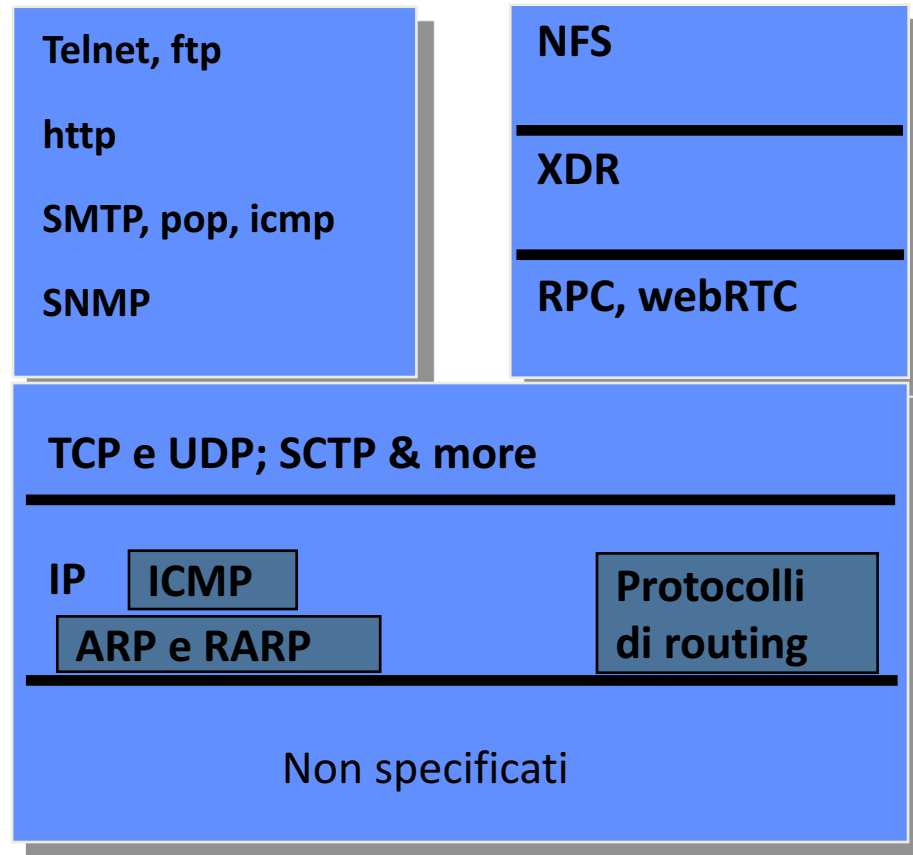 Telnet, ftp
http
SMTP, pop, icmp
SNMP
NFS
XDR
RPC, webRTC
TCP e UDP; SCTP & more
IP
ICMP
ARP e RARP
Protocolli
di routing
Non specificati